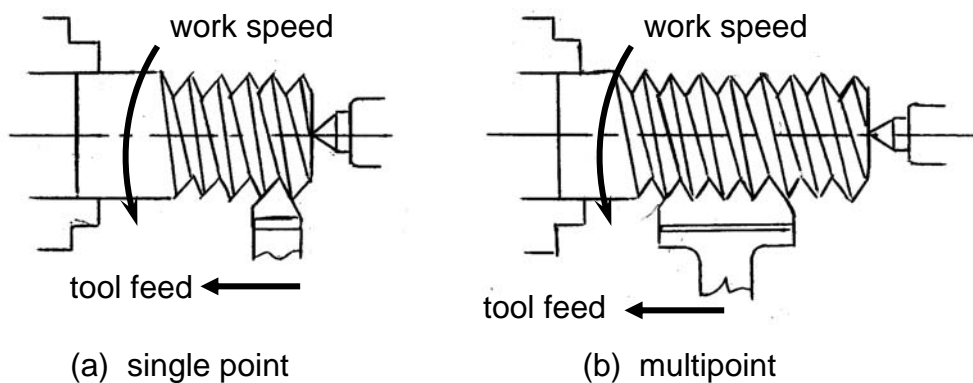 work speed
work speed
tool feed
tool feed
(a) single point
(b) multipoint